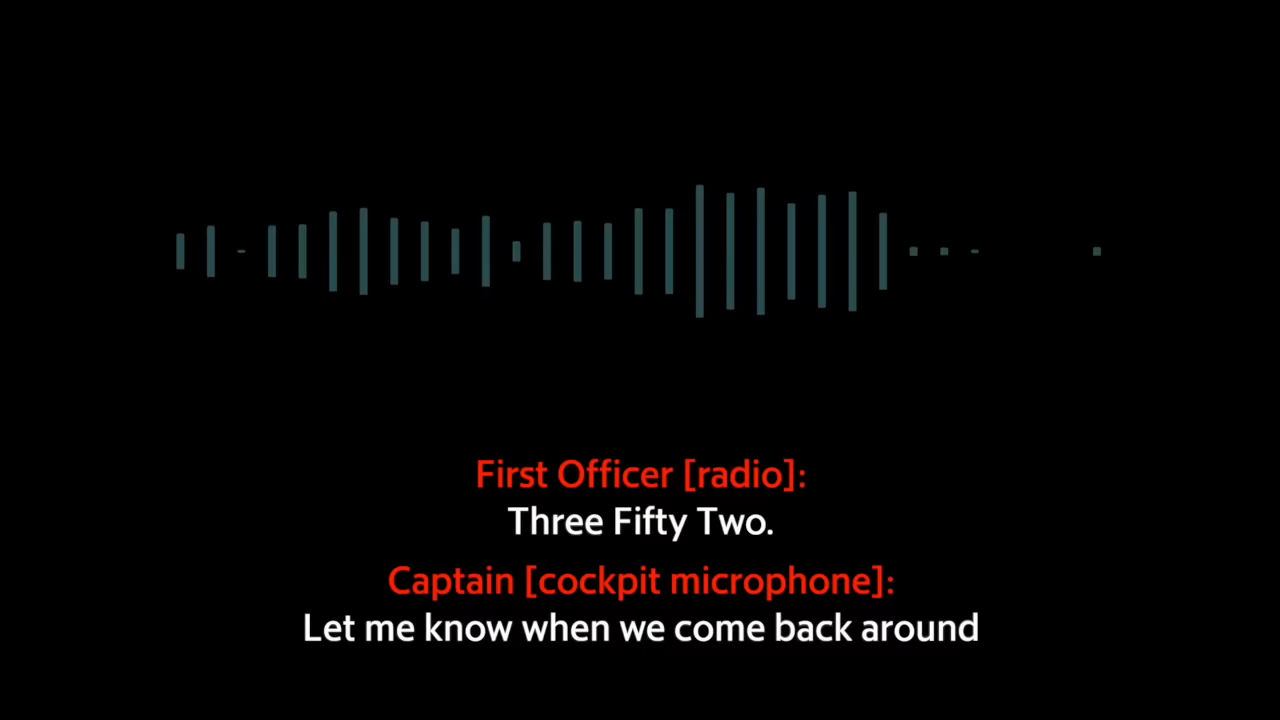 First Officer [radio]:
Three Fifty Two.
Captain [cockpit microphone]:
Let me know when we come back around